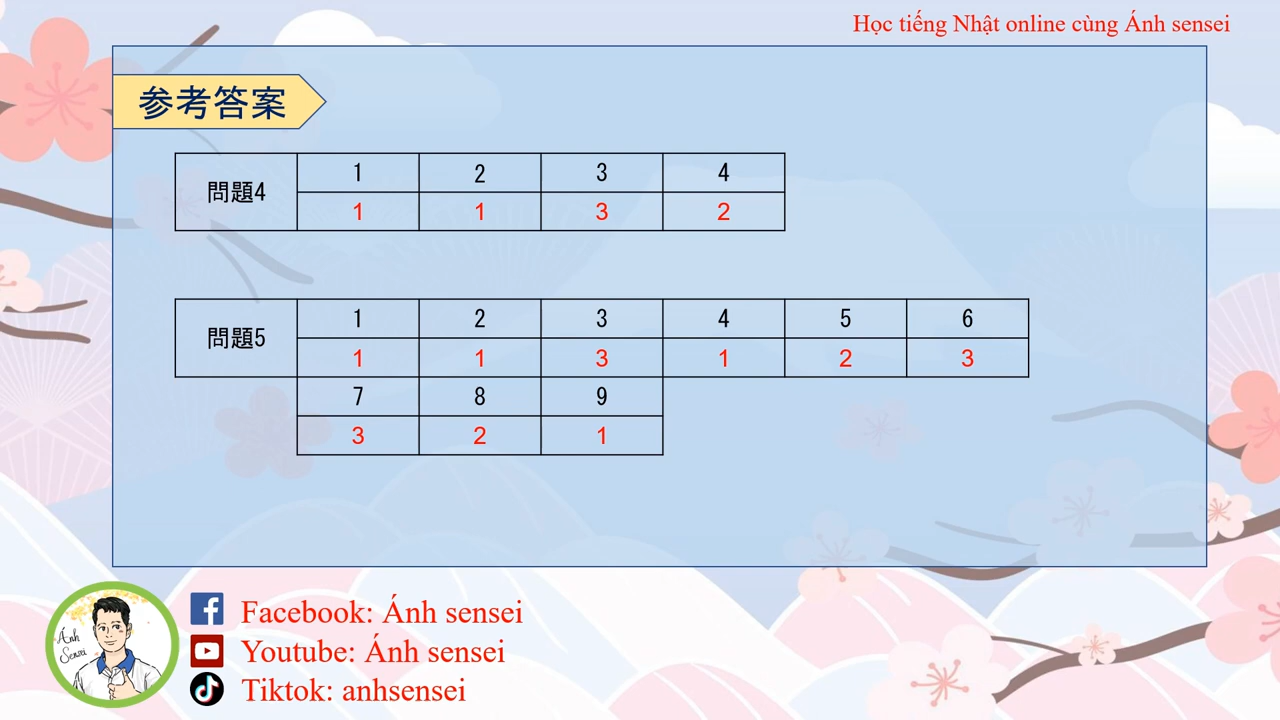 Học tiếng Nhật online cùng Ánh sensei
参考答案
問題4
1 2 3 4
1 1 3 2
問題5
1 2 3 4 5 6
1 1 3 1 2 3
7 8 9
3 2 1
Ánh
Sensei
Facebook: Ánh sensei
Youtube: Ánh sensei
Tiktok: anhsensei